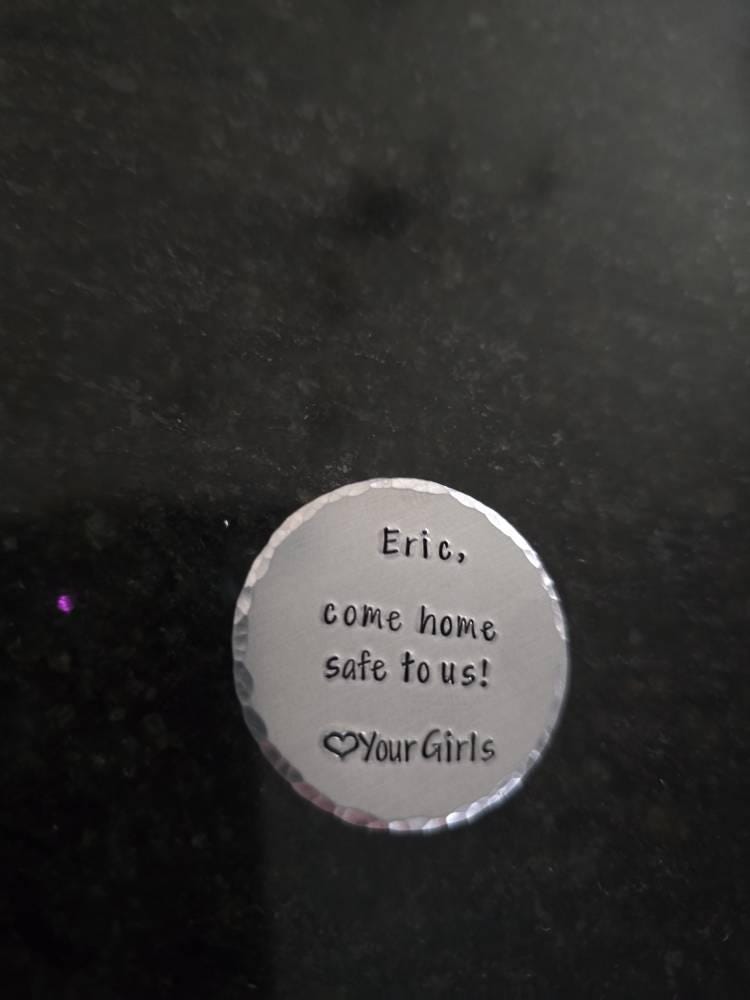 Eric,
come home
safe to us!
♡Your Girls